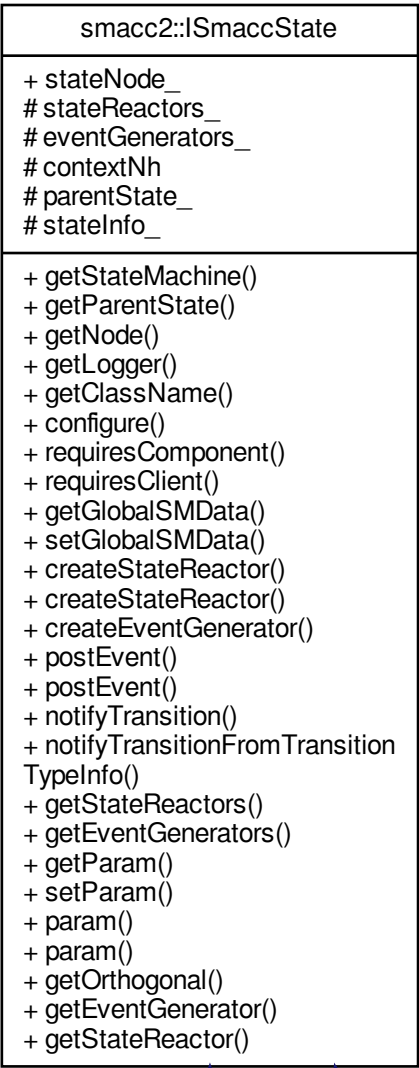 smacc2::ISmaccState
+ stateNode_
# stateReactors_
# eventGenerators_
# contextNh
# parentState_
# stateInfo_
+ getStateMachine()
+ getParentState()
+ getNode()
+ getLogger()
+ getClassName()
+ configure()
+ requiresComponent()
+ requiresClient()
+ getGlobalSMData()
+ setGlobalSMData()
+ createStateReactor()
+ createStateReactor()
+ createEventGenerator()
+ postEvent()
+ postEvent()
+ notifyTransition()
+ notifyTransitionFromTransition
TypeInfo()
+ getStateReactors()
+ getEventGenerators()
+ getParam()
+ setParam()
+ param()
+ param()
+ getOrthogonal()
+ getEventGenerator()
+ getStateReactor()